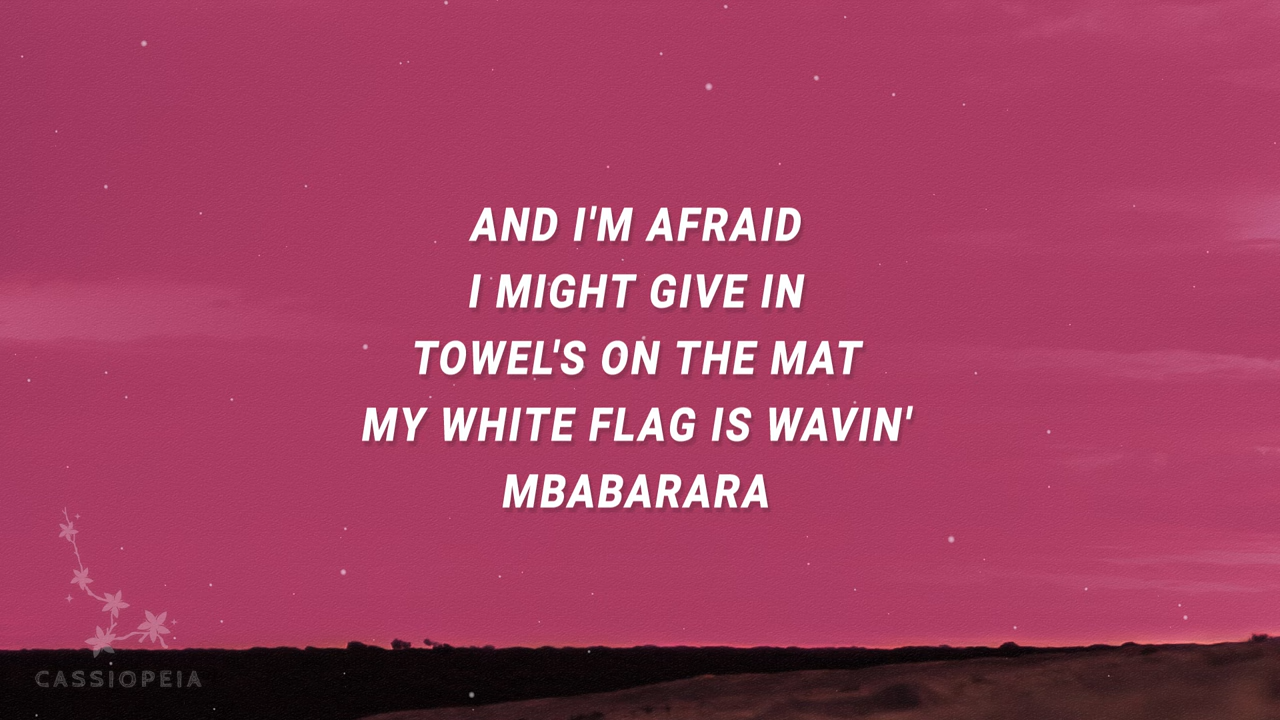 AND I'M AFRAID
I MIGHT GIVE IN
TOWEL'S ON THE MAT
MY WHITE FLAG IS WAVIN'
MBABARARA
CASSIOPEIA